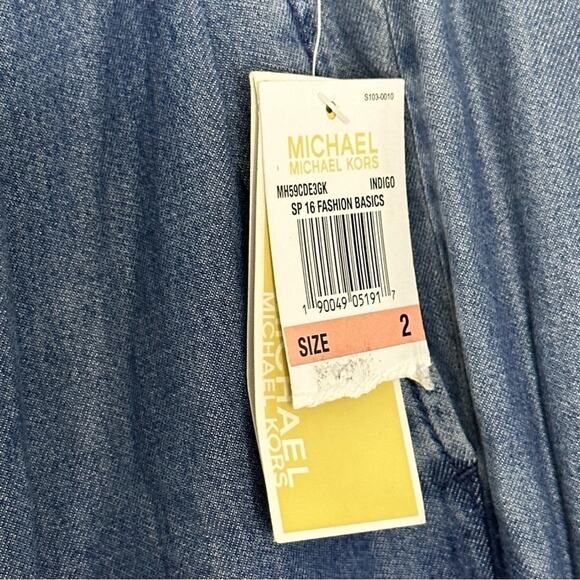 S103-0010
MICHAEL
MICHAEL KORS
MH59CDE3GK INDIGO
SP 16 FASHION BASICS
1 90049 05191 7
SIZE 2
MICHAEL
MICHAEL KORS